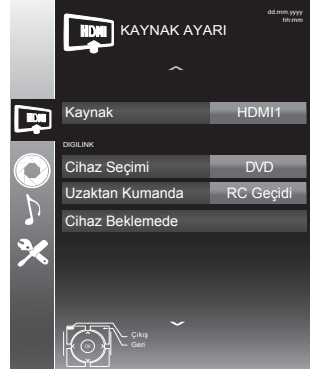 HDMI
KAYNAK AYARI
dd.mm.yyyy
hh:mm
HDMI
Kaynak HDMI1
DIGILINK
Cihaz Seçimi DVD
Uzaktan Kumanda RC Geçidi
Cihaz Beklemede
Çıkış
Geri
OK